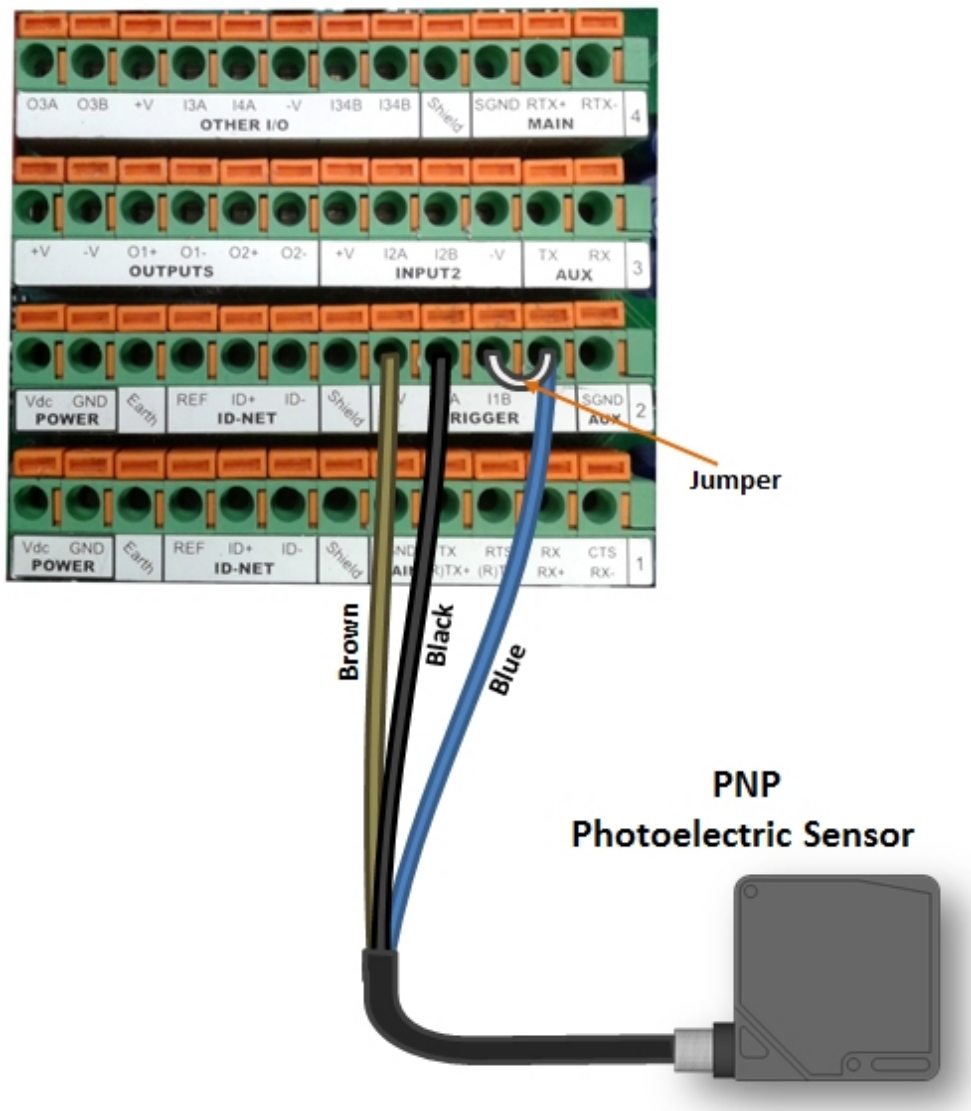 O3A O3B +V I3A I4A -V I34B I34B Shield SGND RTX+ RTX-
OTHER I/O MAIN 4
+V -V O1+ O1- O2+ O2- +V I2A I2B -V TX RX
OUTPUTS INPUT2 AUX 3
Vdc GND Earth REF ID+ ID- Shield I1B SGND
POWER ID-NET RIGGER AUX 2
Jumper
Vdc GND Earth REF ID+ ID- Shield TX RTS RX CTS
POWER ID-NET RX+ RX- 1
Brown
Black
Blue
PNP
Photoelectric Sensor